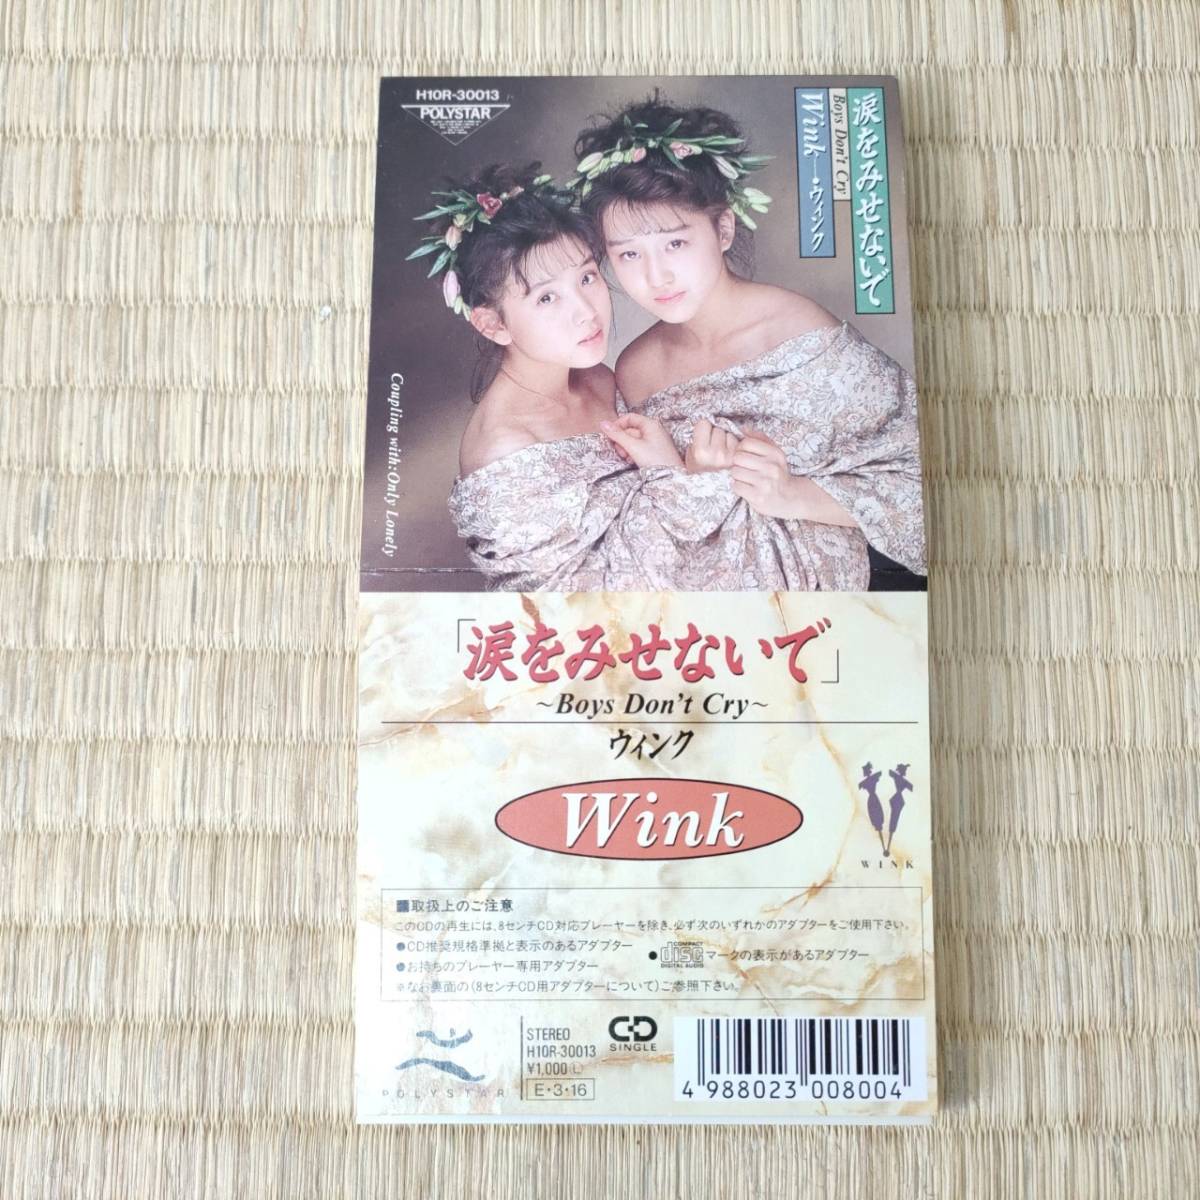 H10R-30013
POLYSTAR
涙をみせないで
Boys Don't Cry
Wink─●ウィンク
Coupling with:Only Lonely
「涙をみせないで」
~Boys Don't Cry~
ウィンク
Wink
WINK
■取扱上のご注意
このCDの再生には、8センチCD対応プレーヤーを除き、必ず次のいずれかのアダプターをご使用下さい。
●CD推奨規格準拠と表示のあるアダプター
●COMPACT disc DIGITAL AUDIO マークの表示があるアダプター
●お持ちのプレーヤー専用アダプター
※なお裏面の〈8センチCD用アダプターについて〉ご参照下さい。
POLYSTAR
STEREO
H10R-30013
¥1,000 Ⓛ
E・3・16
CD
SINGLE
4 988023 008004